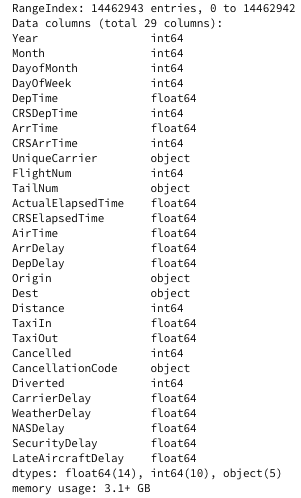 RangeIndex: 14462943 entries, 0 to 14462942
Data columns (total 29 columns):
Year int64
Month int64
DayofMonth int64
DayOfWeek int64
DepTime float64
CRSDepTime int64
ArrTime float64
CRSArrTime int64
UniqueCarrier object
FlightNum int64
TailNum object
ActualElapsedTime float64
CRSElapsedTime float64
AirTime float64
ArrDelay float64
DepDelay float64
Origin object
Dest object
Distance int64
TaxiIn float64
TaxiOut float64
Cancelled int64
CancellationCode object
Diverted int64
CarrierDelay float64
WeatherDelay float64
NASDelay float64
SecurityDelay float64
LateAircraftDelay float64
dtypes: float64(14), int64(10), object(5)
memory usage: 3.1+ GB